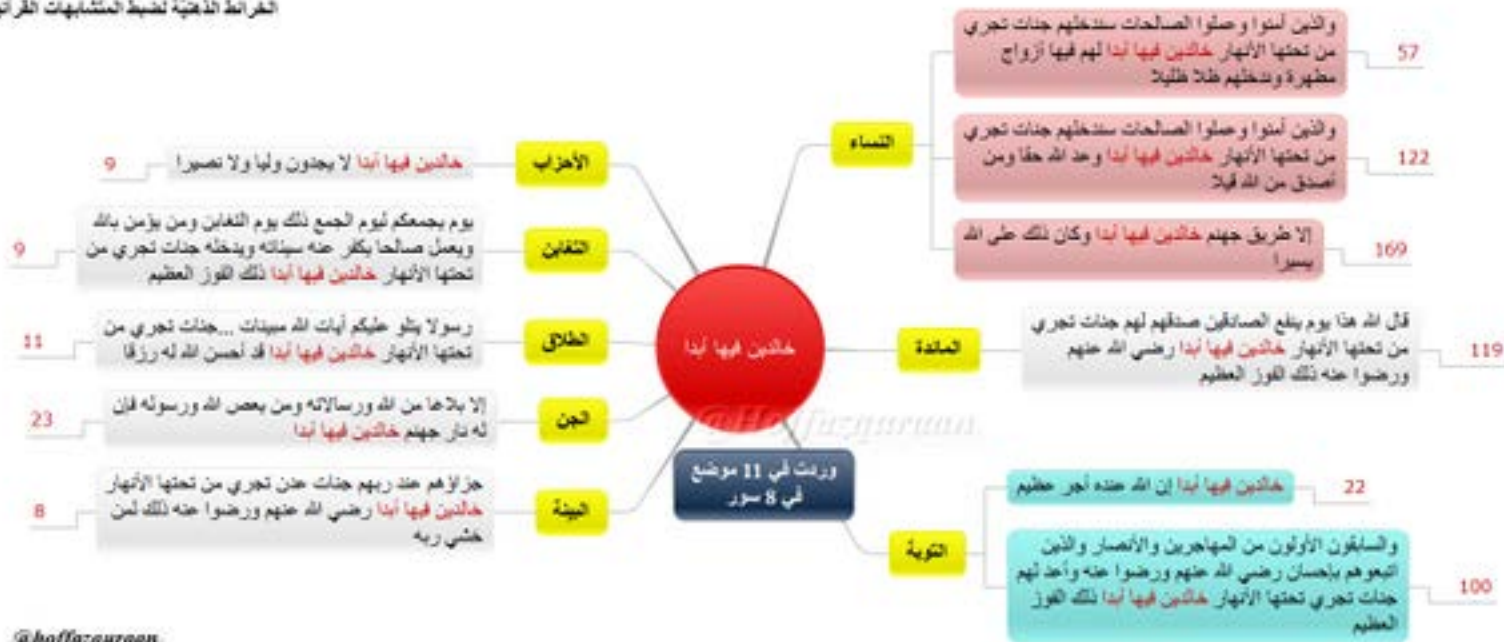 الخرائط الذهنية لضبط المتشابهات
والذين آمنوا وعملوا الصالحات سندخلهم جنات تجري
من تحتها الأنهار خالدين فيها أبدا لهم فيها أزواج
مطهرة وندخلهم ظلا ظليلا
57
النساء
والذين آمنوا وعملوا الصالحات سندخلهم جنات تجري
من تحتها الأنهار خالدين فيها أبدا وعد الله حقا ومن
أصدق من الله قيلا
122
إلا طريق جهنم خالدين فيها أبدا وكان ذلك على الله
يسيرا
169
قال الله هذا يوم ينفع الصادقين صدقهم لهم جنات تجري
من تحتها الأنهار خالدين فيها أبدا رضي الله عنهم
ورضوا عنه ذلك الفوز العظيم
119
المائدة
خالدين فيها أبدا إن الله عنده أجر عظيم
22
التوبة
والسابقون الأولون من المهاجرين والأنصار والذين
اتبعوهم بإحسان رضي الله عنهم ورضوا عنه وأعد لهم
جنات تجري تحتها الأنهار خالدين فيها أبدا ذلك الفوز
العظيم
100
خالدين فيها أبدا
@Hoffazquraan
وردت في 11 موضع
في 8 سور
الأحزاب
خالدين فيها أبدا لا يجدون وليا ولا نصيرا
9
التغابن
يوم يجمعكم ليوم الجمع ذلك يوم التغابن ومن يؤمن بالله
ويعمل صالحا يكفر عنه سيئاته ويدخله جنات تجري من
تحتها الأنهار خالدين فيها أبدا ذلك الفوز العظيم
9
الطلاق
رسولا يتلو عليكم آيات الله مبينات ...جنات تجري من
تحتها الأنهار خالدين فيها أبدا قد أحسن الله له رزقا
11
الجن
إلا بلاغا من الله ورسالاته ومن يعص الله ورسوله فإن
له نار جهنم خالدين فيها أبدا
23
البينة
جزاؤهم عند ربهم جنات عدن تجري من تحتها الأنهار
خالدين فيها أبدا رضي الله عنهم ورضوا عنه ذلك لمن
خشي ربه
8
@hoffazquraan